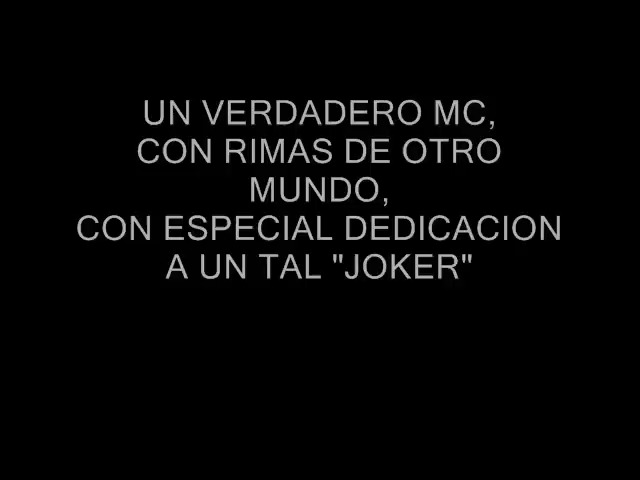 UN VERDADERO MC,
CON RIMAS DE OTRO
MUNDO,
CON ESPECIAL DEDICACION
A UN TAL "JOKER"